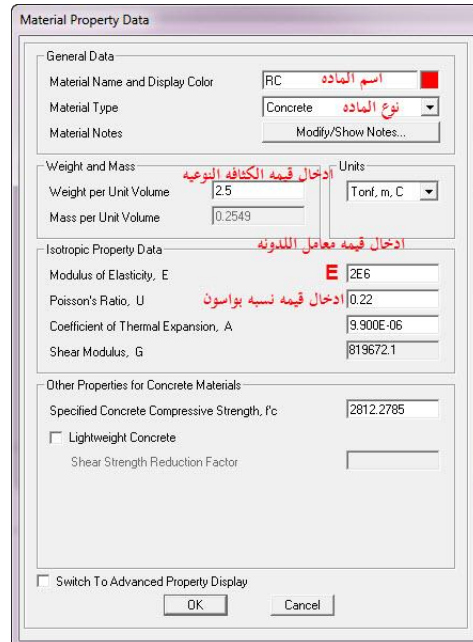 Material Property Data
General Data
Material Name and Display Color RC اسم الماده
Material Type Concrete نوع الماده
Material Notes Modify/Show Notes...
Weight and Mass Units
ادخال قيمه الكثافه النوعيه
Weight per Unit Volume 2.5 Tonf, m, C
Mass per Unit Volume 0.2549
ادخال قيمه معامل اللدونه
Isotropic Property Data
Modulus of Elasticity, E E 2E6
Poisson's Ratio, U ادخال قيمه نسبه بواسون 0.22
Coefficient of Thermal Expansion, A 9.900E-06
Shear Modulus, G 819672.1
Other Properties for Concrete Materials
Specified Concrete Compressive Strength, f'c 2812.2785
Lightweight Concrete
Shear Strength Reduction Factor
Switch To Advanced Property Display
OK Cancel